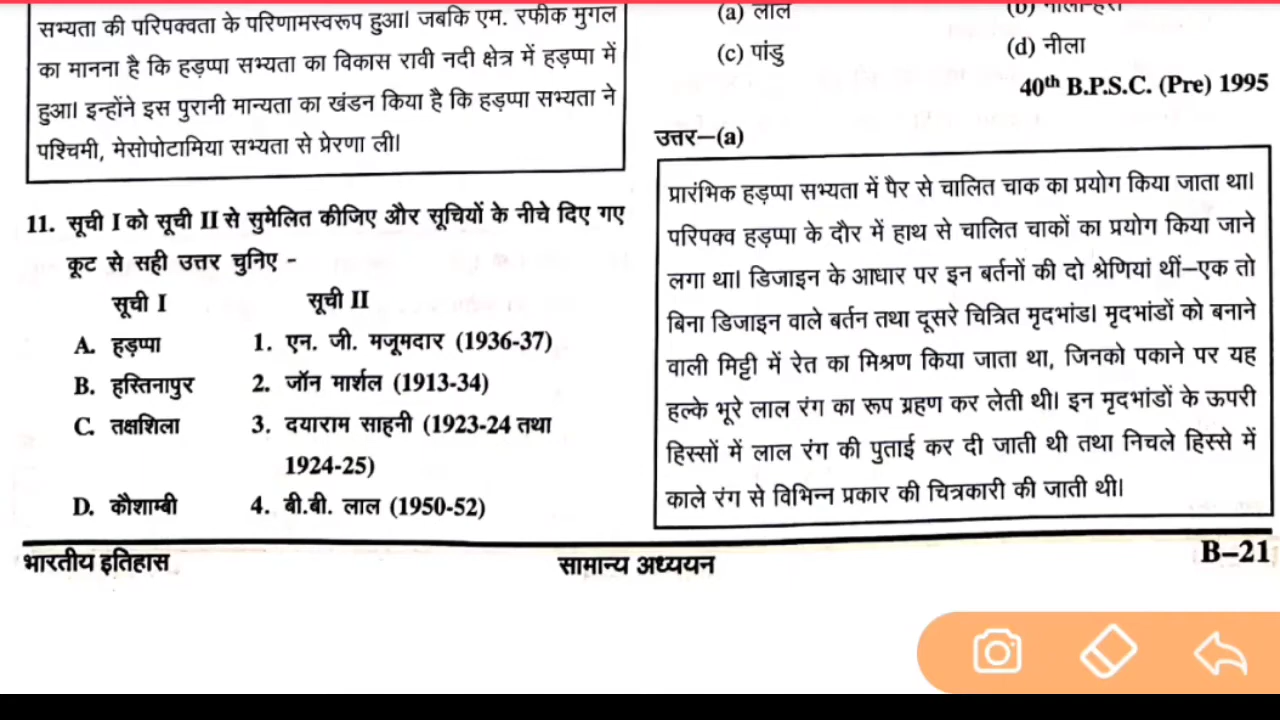 सभ्यता की परिपक्वता के परिणामस्वरूप हुआ। जबकि एम. रफीक मुगल
का मानना है कि हड़प्पा सभ्यता का विकास रावी नदी क्षेत्र में हड़प्पा में
हुआ। इन्होंने इस पुरानी मान्यता का खंडन किया है कि हड़प्पा सभ्यता ने
पश्चिमी, मेसोपोटामिया सभ्यता से प्रेरणा ली।
11. सूची I को सूची II से सुमेलित कीजिए और सूचियों के नीचे दिए गए
कूट से सही उत्तर चुनिए -
सूची I सूची II
A. हड़प्पा 1. एन. जी. मजूमदार (1936-37)
B. हस्तिनापुर 2. जॉन मार्शल (1913-34)
C. तक्षशिला 3. दयाराम साहनी (1923-24 तथा
1924-25)
D. कौशाम्बी 4. बी.बी. लाल (1950-52)
(a) लाल (b) नीला-हरा
(c) पांडु (d) नीला
40th B.P.S.C. (Pre) 1995
उत्तर—(a)
प्रारंभिक हड़प्पा सभ्यता में पैर से चालित चाक का प्रयोग किया जाता था।
परिपक्व हड़प्पा के दौर में हाथ से चालित चाकों का प्रयोग किया जाने
लगा था। डिजाइन के आधार पर इन बर्तनों की दो श्रेणियां थीं—एक तो
बिना डिजाइन वाले बर्तन तथा दूसरे चित्रित मृदभांड। मृदभांडों को बनाने
वाली मिट्टी में रेत का मिश्रण किया जाता था, जिनको पकाने पर यह
हल्के भूरे लाल रंग का रूप ग्रहण कर लेती थी। इन मृदभांडों के ऊपरी
हिस्सों में लाल रंग की पुताई कर दी जाती थी तथा निचले हिस्से में
काले रंग से विभिन्न प्रकार की चित्रकारी की जाती थी।
भारतीय इतिहास सामान्य अध्ययन B–21